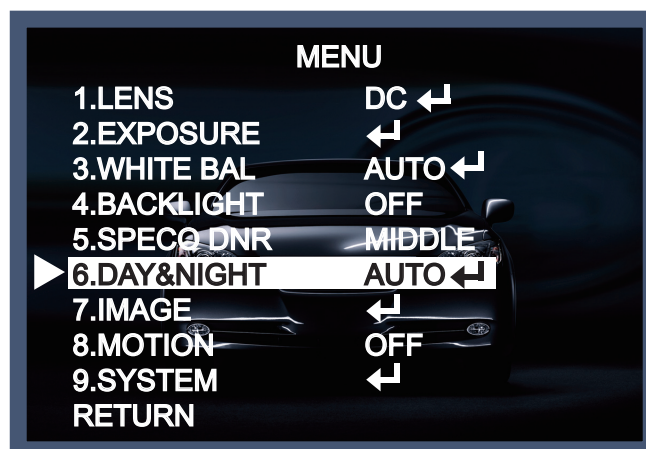 MENU
1.LENS DC ↵
2.EXPOSURE ↵
3.WHITE BAL AUTO ↵
4.BACKLIGHT OFF
5.SPECO DNR MIDDLE
6.DAY&NIGHT AUTO ↵
7.IMAGE ↵
8.MOTION OFF
9.SYSTEM ↵
RETURN